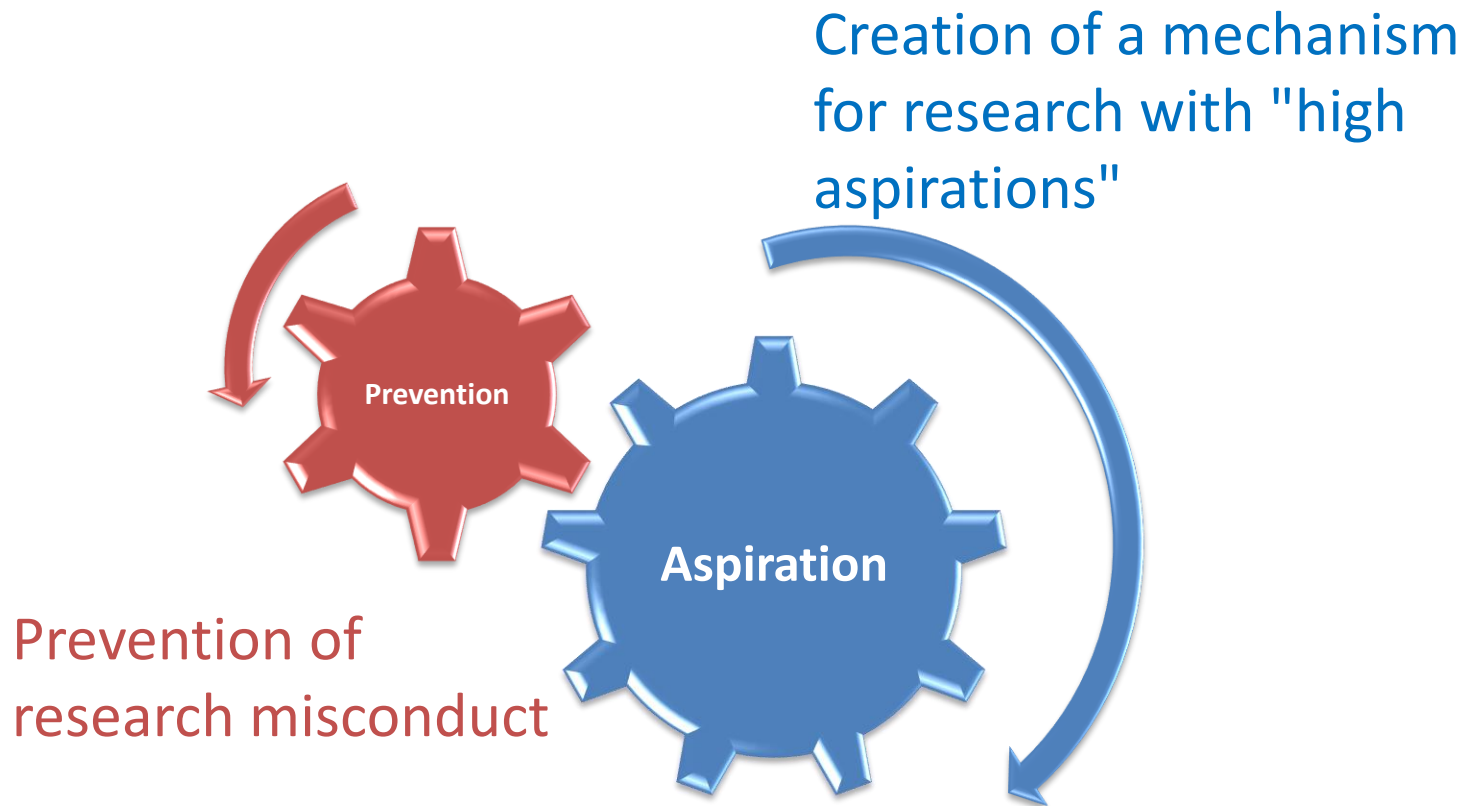 Creation of a mechanism
for research with "high
aspirations"
Prevention
Aspiration
Prevention of
research misconduct